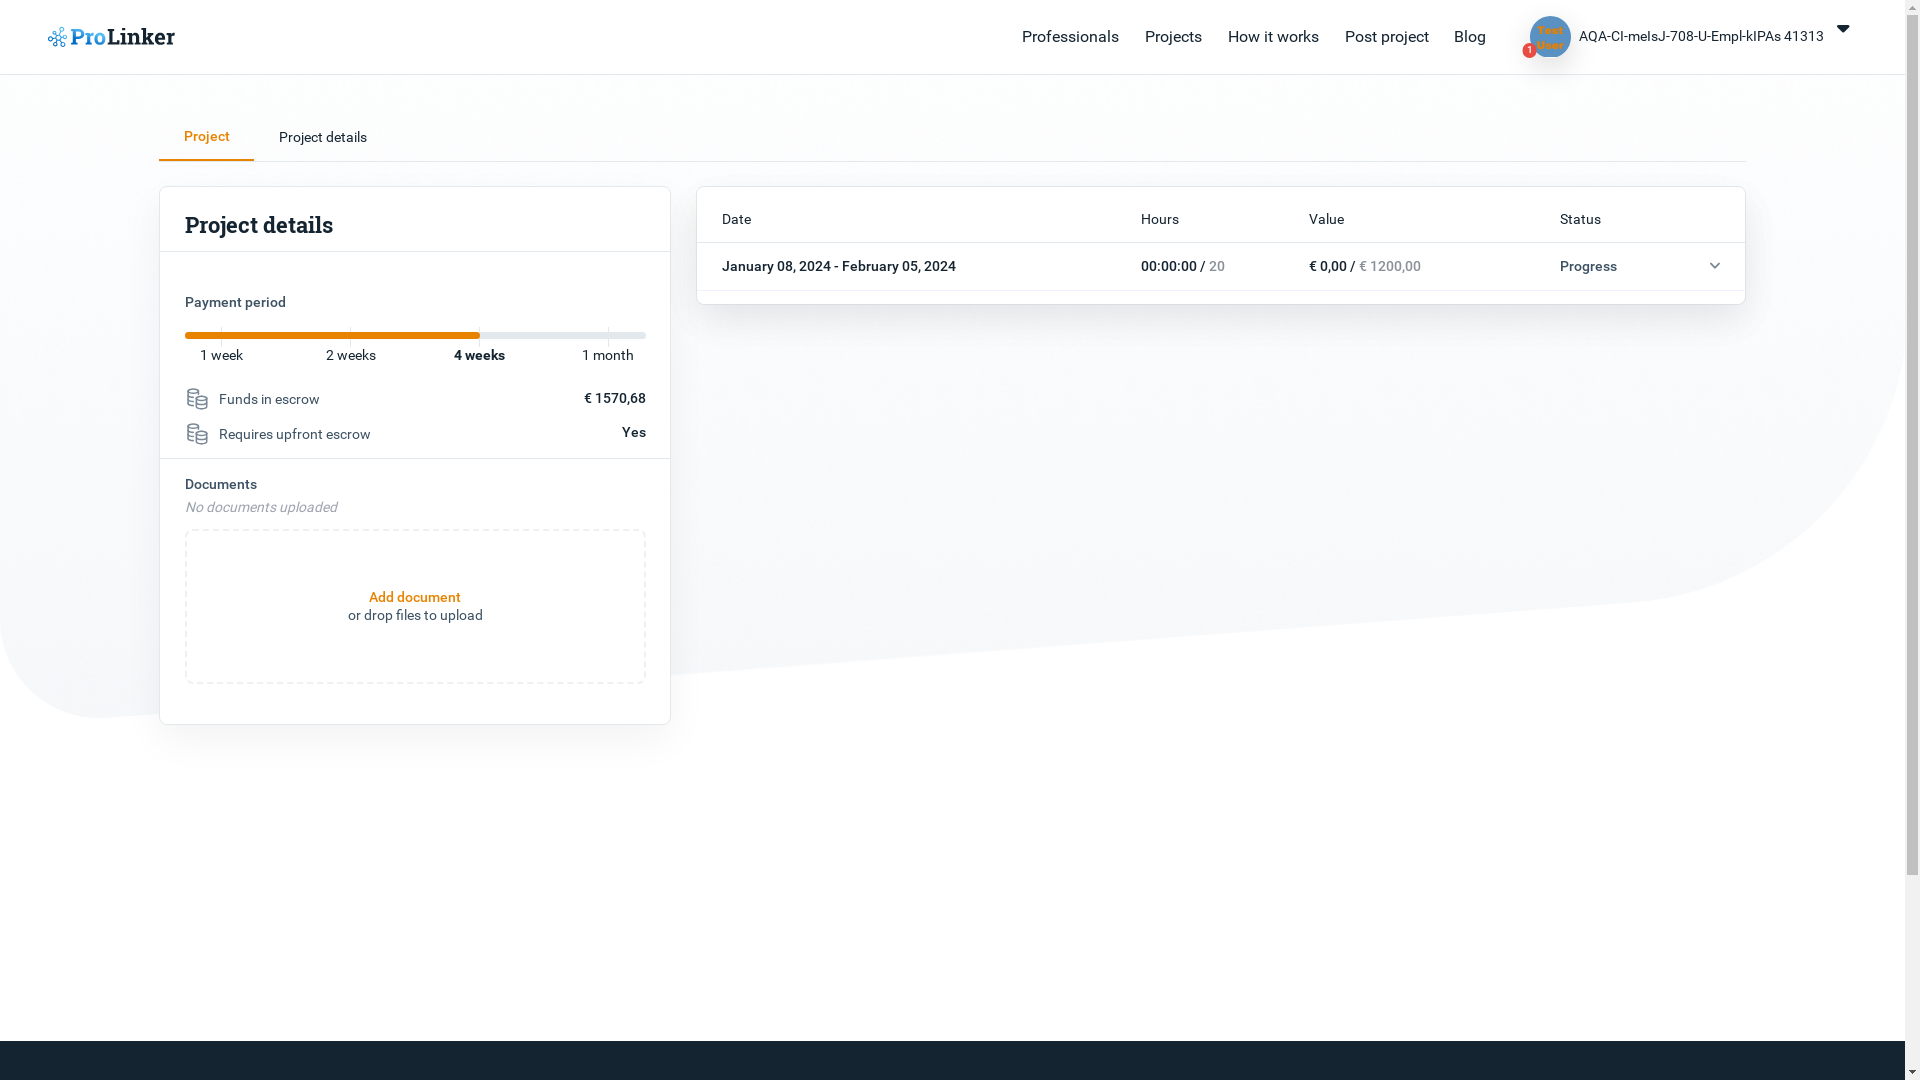 ProLinker
Professionals
Projects
How it works
Post project
Blog
Test
User
1
AQA-CI-meIsJ-708-U-Empl-kIPAs 41313
Project
Project details
Project details
Payment period
1 week
2 weeks
4 weeks
1 month
Funds in escrow
€ 1570,68
Requires upfront escrow
Yes
Documents
No documents uploaded
Add document
or drop files to upload
Date Hours Value Status
January 08, 2024 - February 05, 2024 00:00:00 / 20 € 0,00 / € 1200,00 Progress